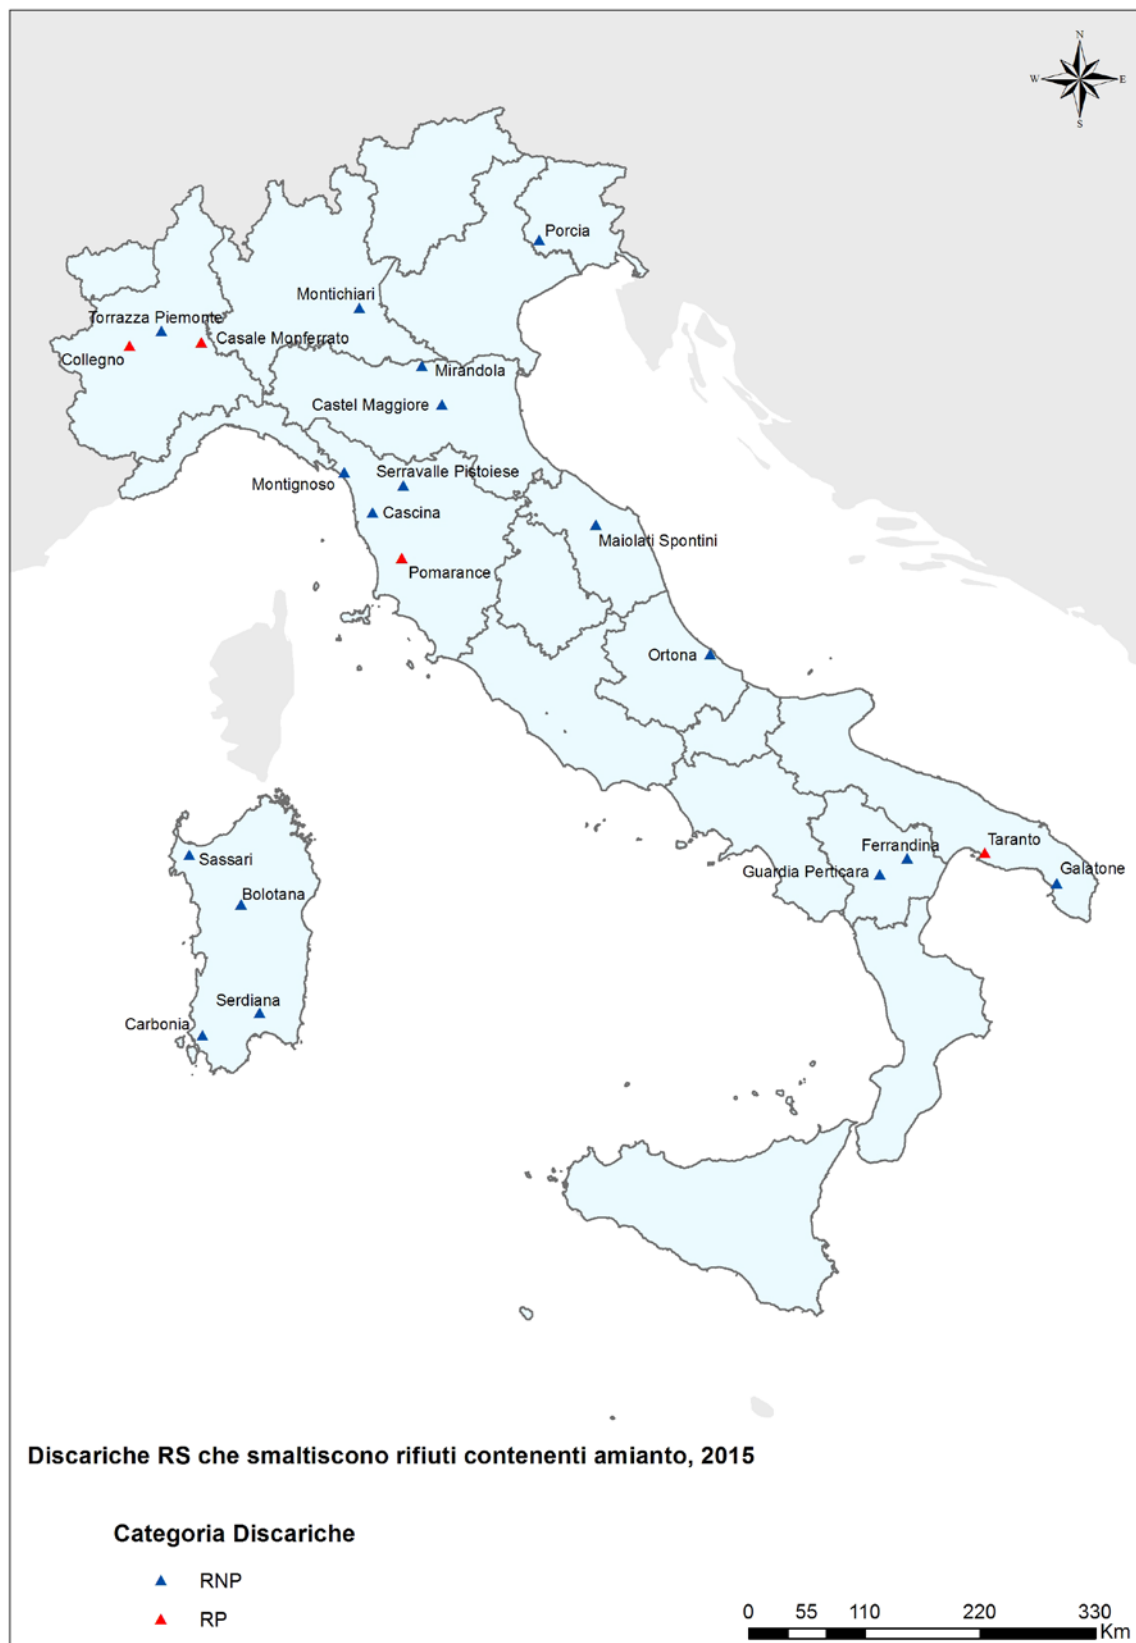 N
W E
S
Porcia
Montichiari
Torrazza Piemonte
Casale Monferrato
Collegno
Mirandola
Castel Maggiore
Serravalle Pistoiese
Montignoso
Cascina
Maiolati Spontini
Pomarance
Ortona
Ferrandina
Taranto
Guardia Perticara
Galatone
Sassari
Bolotana
Serdiana
Carbonia
Discariche RS che smaltiscono rifiuti contenenti amianto, 2015
Categoria Discariche
RNP
RP
0 55 110 220 330
Km